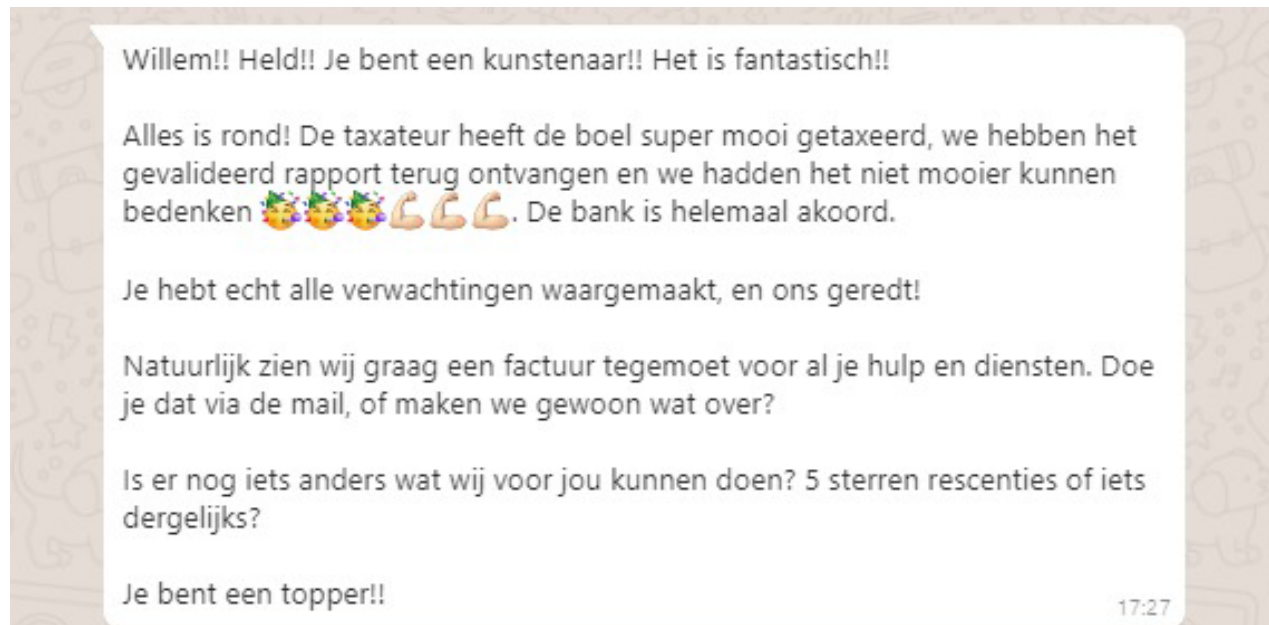 Willem!! Held!! Je bent een kunstenaar!! Het is fantastisch!!
Alles is rond! De taxateur heeft de boel super mooi getaxeerd, we hebben het
gevalideerd rapport terug ontvangen en we hadden het niet mooier kunnen
bedenken 🥳🥳🥳💪🏼💪🏼💪🏼. De bank is helemaal akoord.
Je hebt echt alle verwachtingen waargemaakt, en ons geredt!
Natuurlijk zien wij graag een factuur tegemoet voor al je hulp en diensten. Doe
je dat via de mail, of maken we gewoon wat over?
Is er nog iets anders wat wij voor jou kunnen doen? 5 sterren rescenties of iets
dergelijks?
Je bent een topper!!
17:27